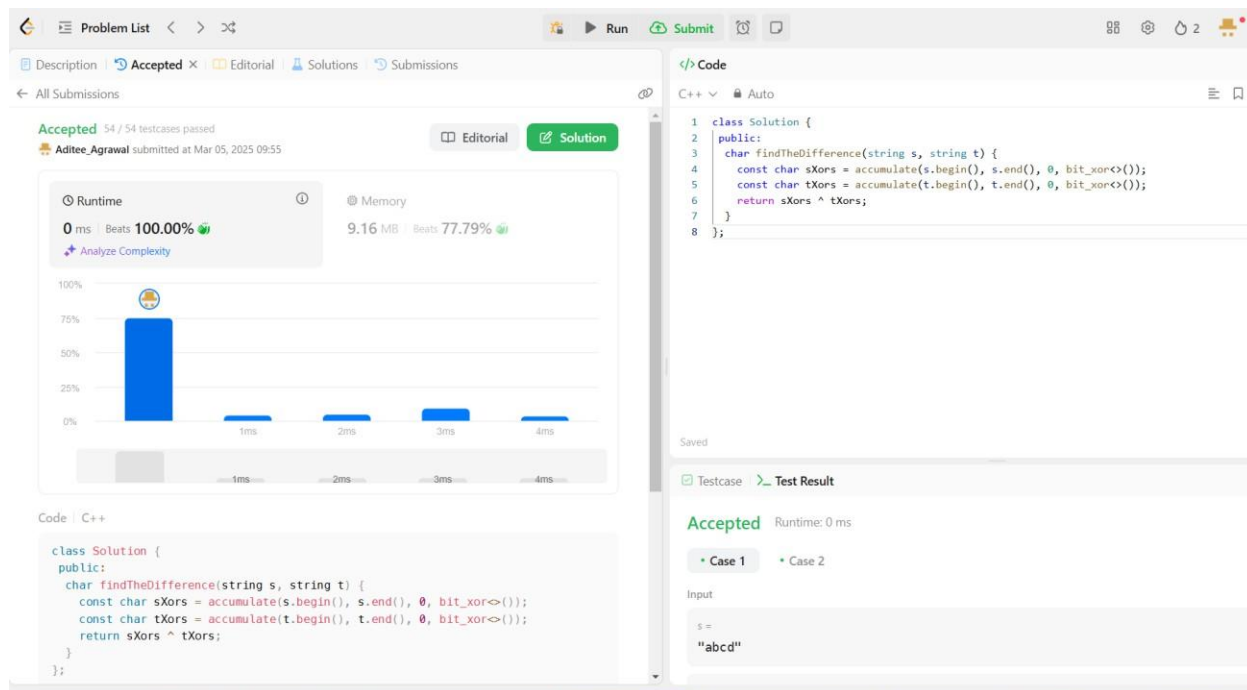 Problem List
Run
Submit
2
Description
Accepted
Editorial
Solutions
Submissions
All Submissions
Accepted 54 / 54 testcases passed
Aditee_Agrawal submitted at Mar 05, 2025 09:55
Editorial
Solution
Runtime
0 ms Beats 100.00%
Analyze Complexity
Memory
9.16 MB Beats 77.79%
100%
75%
50%
25%
0%
1ms 2ms 3ms 4ms
1ms 2ms 3ms 4ms
Code C++
class Solution {
public:
char findTheDifference(string s, string t) {
const char sXors = accumulate(s.begin(), s.end(), 0, bit_xor<>());
const char tXors = accumulate(t.begin(), t.end(), 0, bit_xor<>());
return sXors ^ tXors;
}
};
</> Code
C++ Auto
1 class Solution {
2 public:
3 char findTheDifference(string s, string t) {
4 const char sXors = accumulate(s.begin(), s.end(), 0, bit_xor<>());
5 const char tXors = accumulate(t.begin(), t.end(), 0, bit_xor<>());
6 return sXors ^ tXors;
7 }
8 };
Saved
Testcase
Test Result
Accepted Runtime: 0 ms
Case 1 Case 2
Input
s =
"abcd"